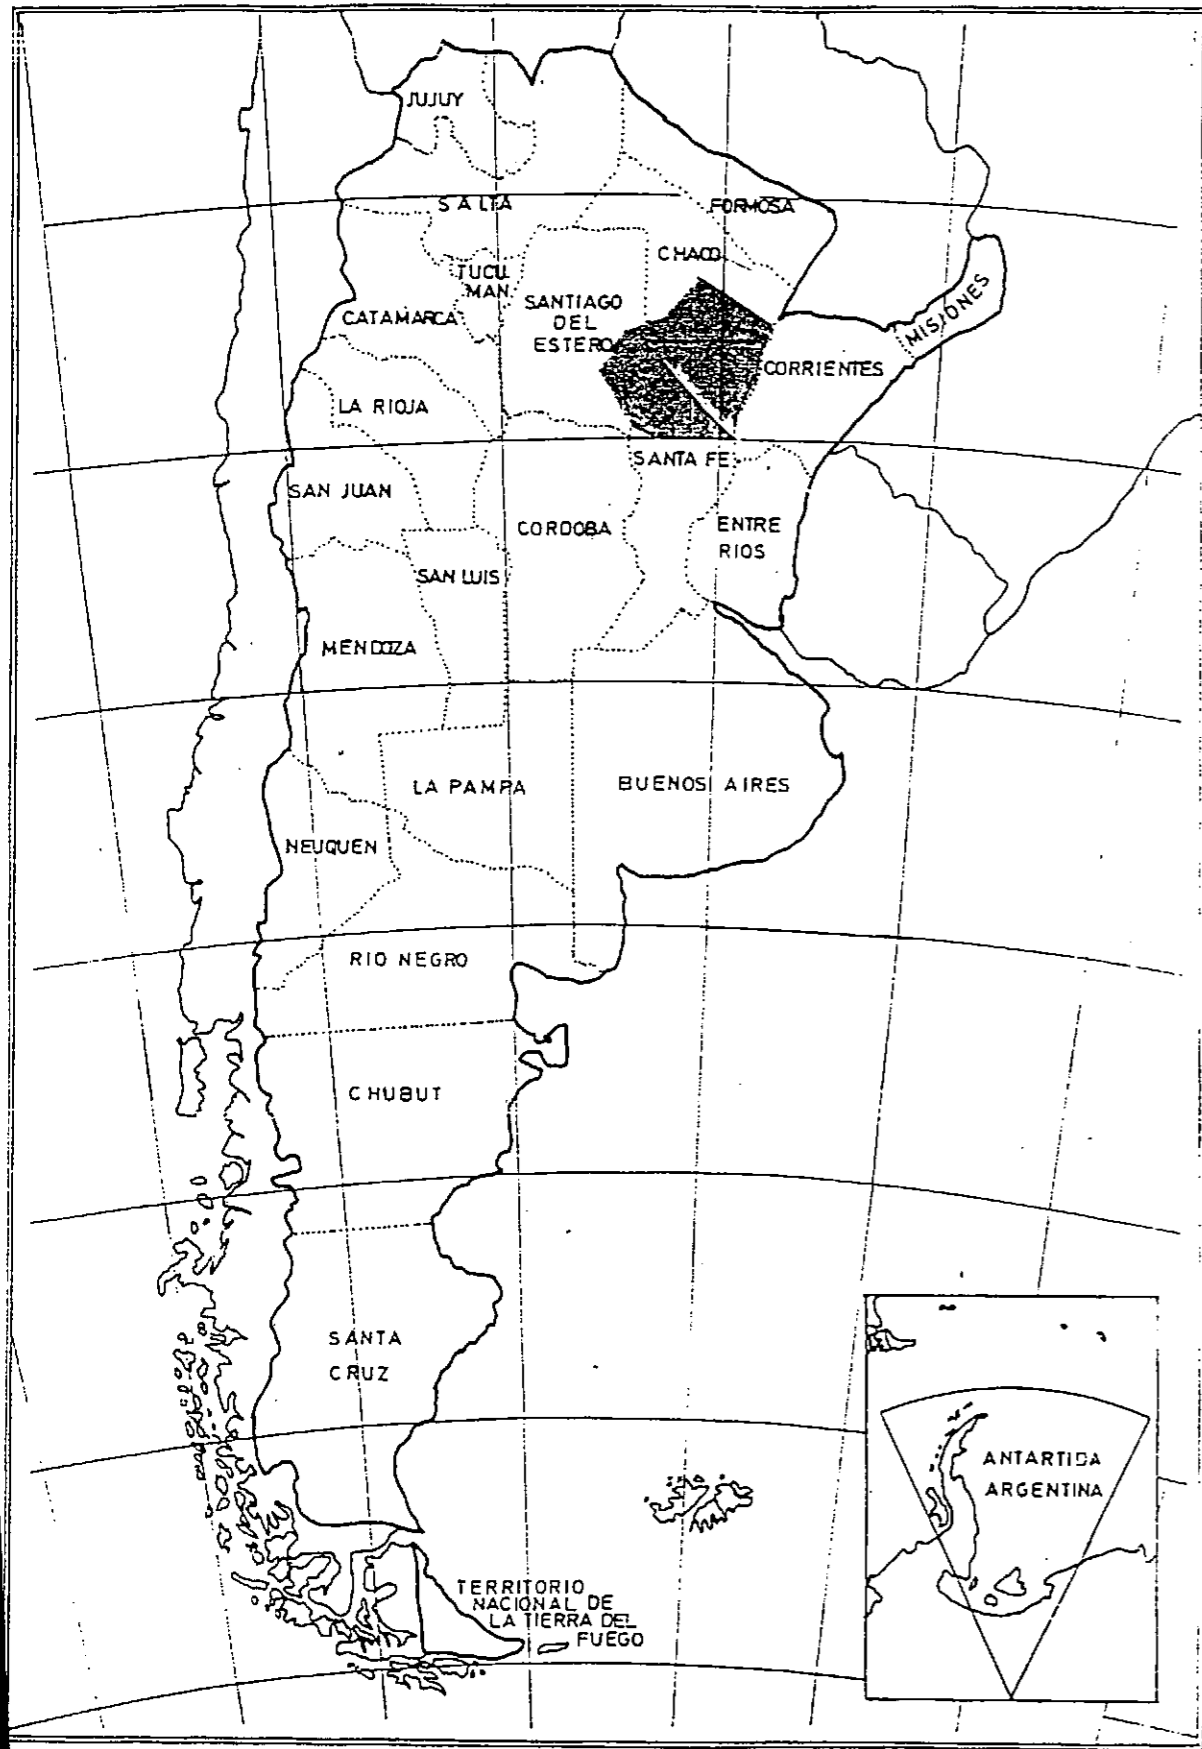 JUJUY
SALTA
FORMOSA
CHACO
TUCU
MAN
SANTIAGO
DEL
ESTERO
CATAMARCA
MISIONES
CORRIENTES
LA RIOJA
SANTA FE
SAN JUAN
CORDOBA
ENTRE
RIOS
SAN LUIS
MENDOZA
LA PAMPA
BUENOS AIRES
NEUQUEN
RIO NEGRO
CHUBUT
SANTA
CRUZ
ANTARTIDA
ARGENTINA
TERRITORIO
NACIONAL DE
LA TIERRA DEL
FUEGO